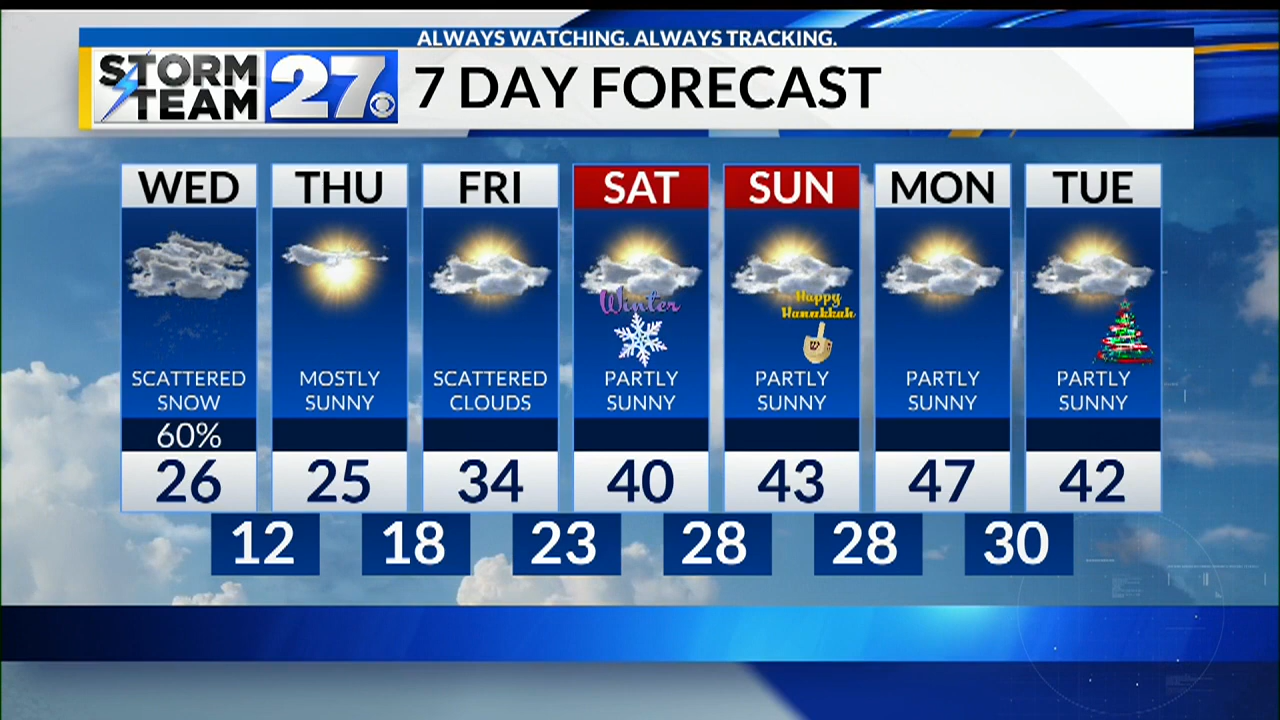 ALWAYS WATCHING. ALWAYS TRACKING.
STORM TEAM 27
7 DAY FORECAST
WED THU FRI SAT SUN MON TUE
Winter
Happy
Hanukkah
SCATTERED MOSTLY SCATTERED PARTLY PARTLY PARTLY PARTLY
SNOW SUNNY CLOUDS SUNNY SUNNY SUNNY SUNNY
60%
26 25 34 40 43 47 42
12 18 23 28 28 30